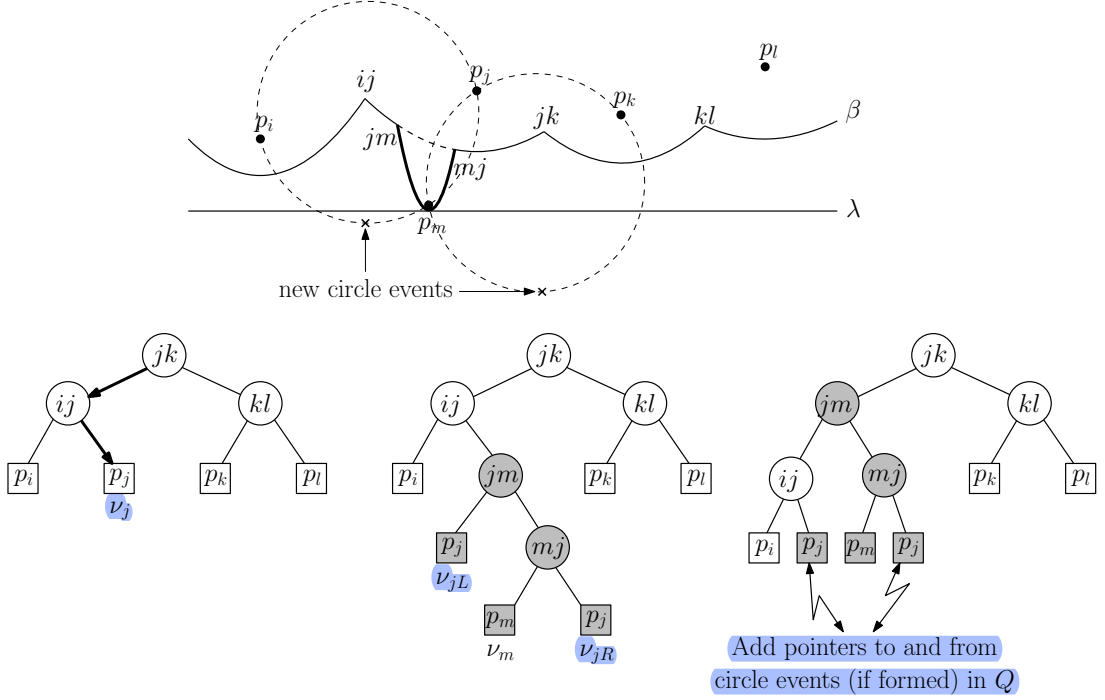 p_l
p_j
ij
p_k
β
p_i
jk
kl
jm
mj
λ
p_m
new circle events
jk
jk
jk
ij
kl
ij
kl
jm
kl
p_i
p_j
p_k
p_l
p_i
jm
p_k
p_l
ij
mj
p_k
p_l
ν_j
p_j
mj
p_i
p_j
p_m
p_j
ν_jL
p_m
p_j
ν_m
ν_jR
Add pointers to and from
circle events (if formed) in Q